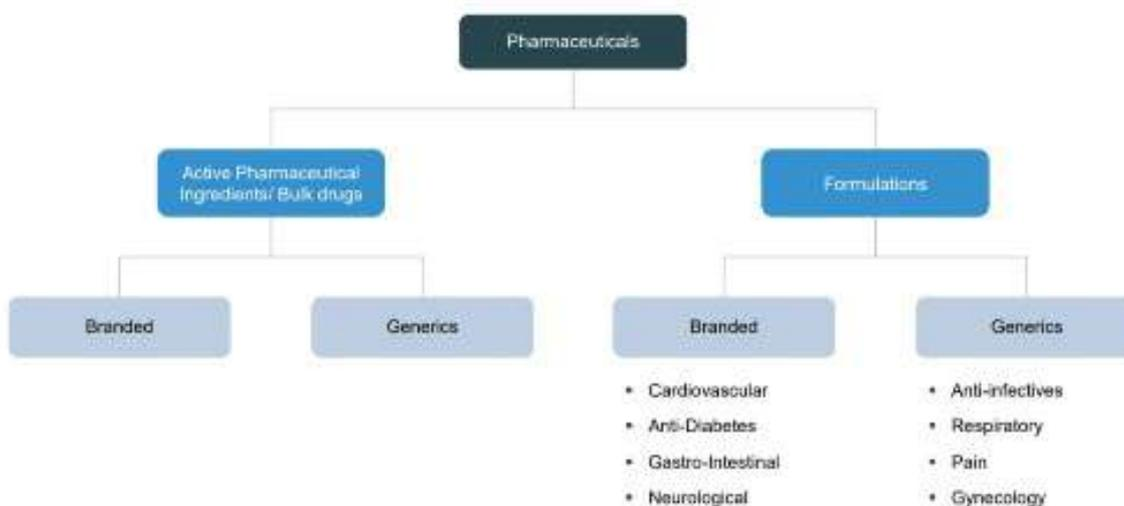 Pharmaceuticals
Active Pharmaceutical
Ingredients/ Bulk drugs
Formulations
Branded
Generics
Branded
Generics
• Cardiovascular
• Anti-Diabetes
• Gastro-Intestinal
• Neurological
• Anti-infectives
• Respiratory
• Pain
• Gynecology